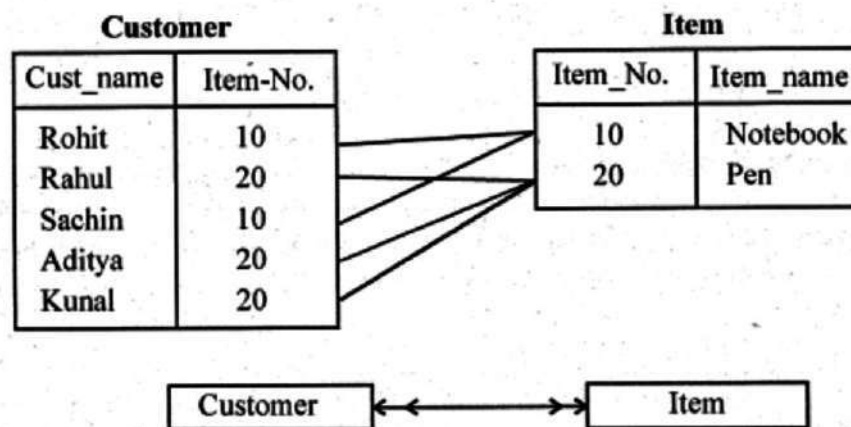 Customer
Item
Cust_name Item-No.
Item_No. Item_name
Rohit 10
10 Notebook
Rahul 20
20 Pen
Sachin 10
Aditya 20
Kunal 20
Customer Item